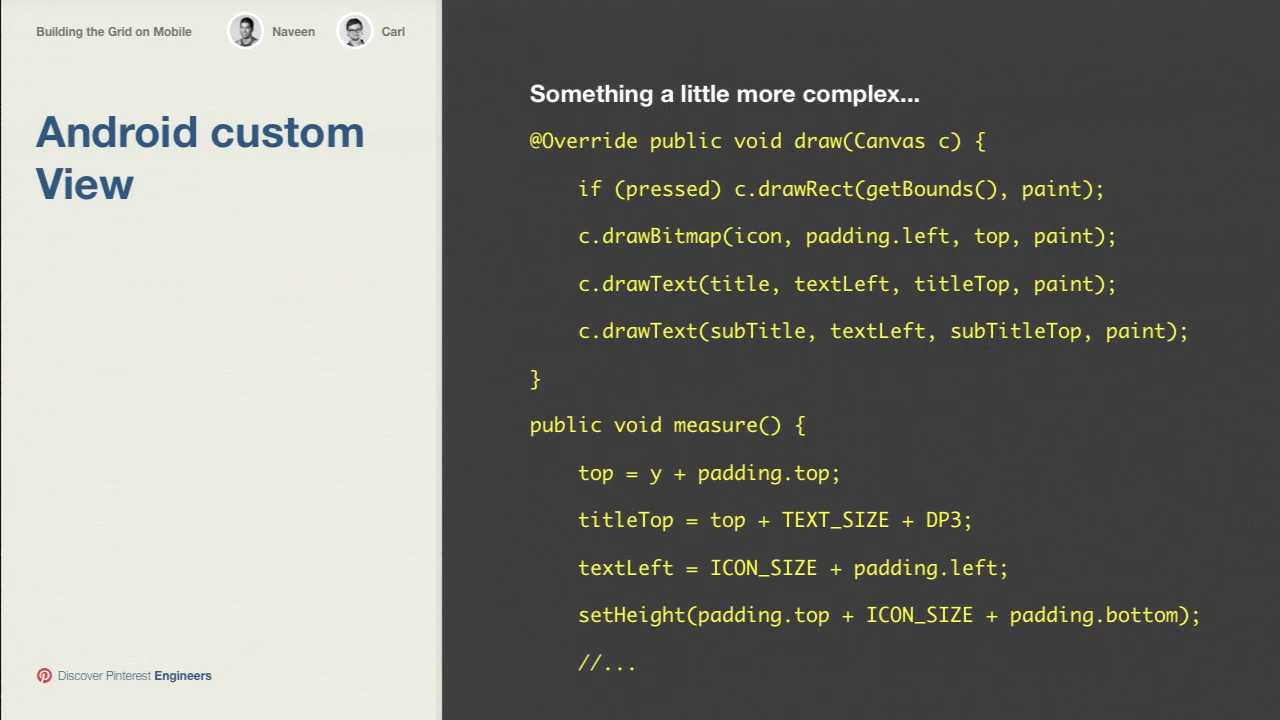 Building the Grid on Mobile
Naveen
Carl
Android custom
View
Discover Pinterest Engineers
Something a little more complex...
@Override public void draw(Canvas c) {
    if (pressed) c.drawRect(getBounds(), paint);
    c.drawBitmap(icon, padding.left, top, paint);
    c.drawText(title, textLeft, titleTop, paint);
    c.drawText(subTitle, textLeft, subTitleTop, paint);
}
public void measure() {
    top = y + padding.top;
    titleTop = top + TEXT_SIZE + DP3;
    textLeft = ICON_SIZE + padding.left;
    setHeight(padding.top + ICON_SIZE + padding.bottom);
    //...